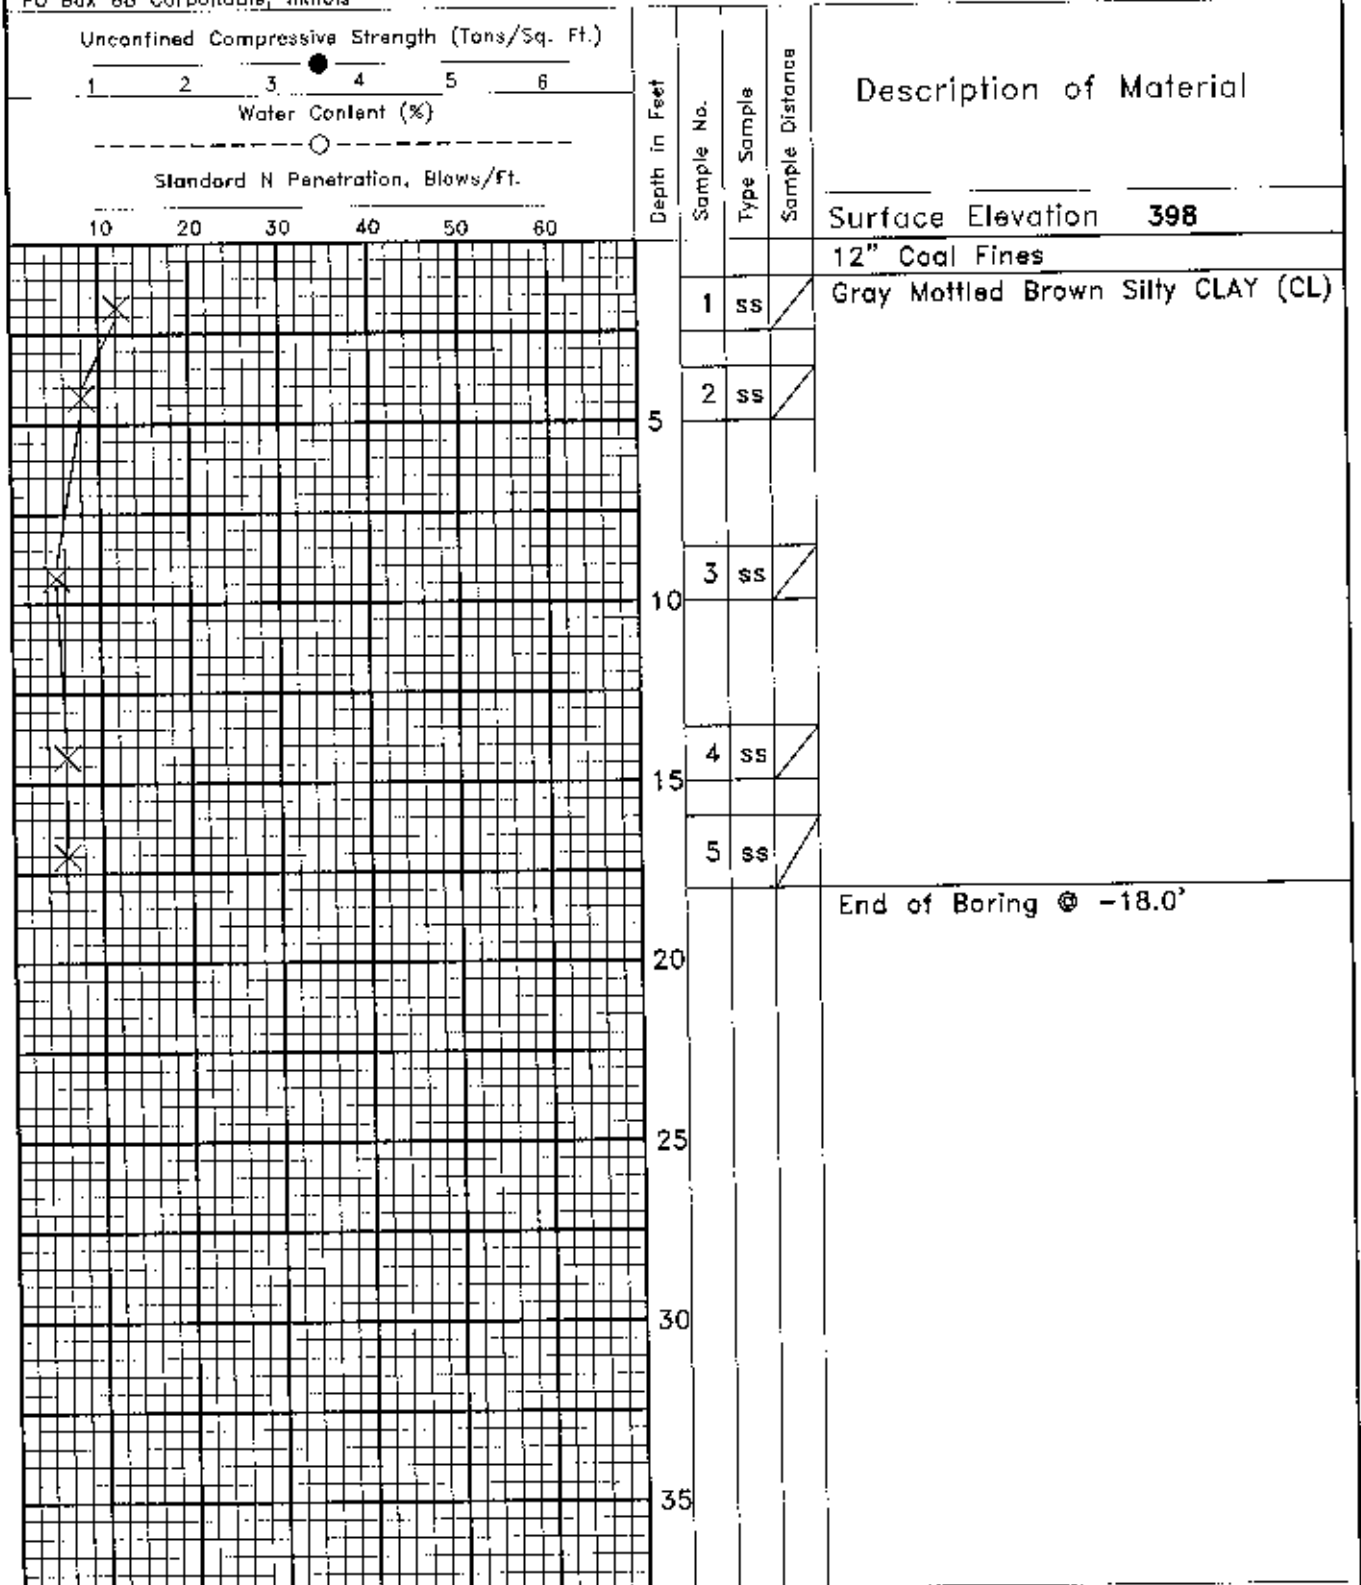 Unconfined Compressive Strength (Tons/Sq. Ft.)
1 2 3 4 5 6
Water Content (%)
Standard N Penetration, Blows/Ft.
10 20 30 40 50 60
Depth in Feet
Sample No.
Type Sample
Sample Distance
Description of Material
Surface Elevation 398
12" Coal Fines
1 ss
Gray Mottled Brown Silty CLAY (CL)
2 ss
5
3 ss
10
4 ss
15
5 ss
End of Boring @ -18.0'
20
25
30
35